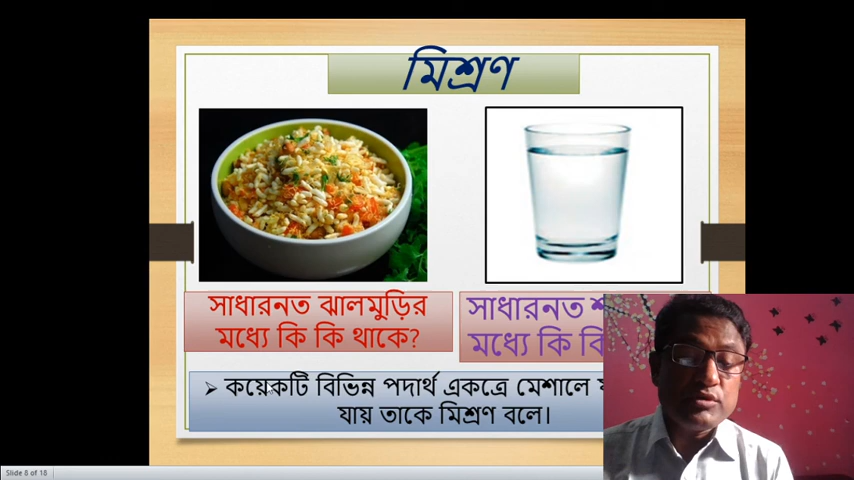 মিশ্রণ
সাধারনত ঝালমুড়ির
মধ্যে কি কি থাকে?
সাধারনত
মধ্যে কি
➢ কয়েকটি বিভিন্ন পদার্থ একত্রে মেশালে
যায় তাকে মিশ্রণ বলে।
Slide 8 of 18